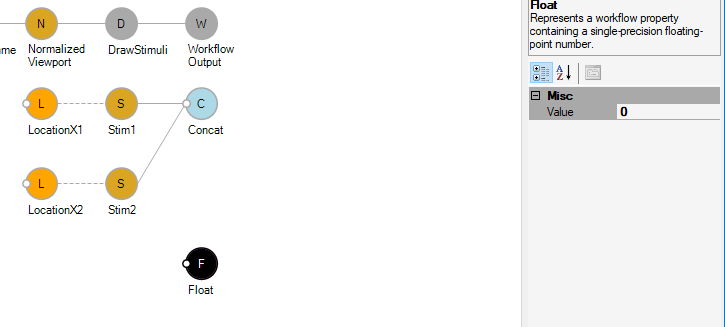 N
D
W
ame
Normalized
Viewport
DrawStimuli
Workflow
Output
L
S
C
LocationX1
Stim1
Concat
L
S
LocationX2
Stim2
F
Float
Float
Represents a workflow property
containing a single-precision floating-
point number.
A
Z
Misc
Value 0